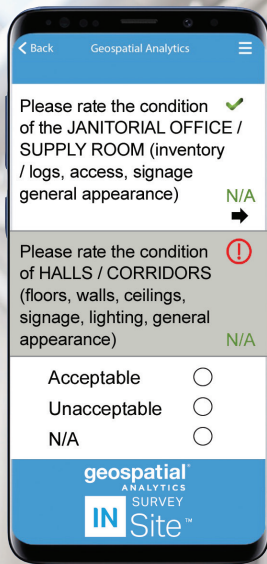 Back Geospatial Analytics
Please rate the condition
of the JANITORIAL OFFICE /
SUPPLY ROOM (inventory
/ logs, access, signage
general appearance)
N/A
Please rate the condition
of HALLS / CORRIDORS
(floors, walls, ceilings,
signage, lighting, general
appearance)
N/A
Acceptable
Unacceptable
N/A
geospatial®
ANALYTICS
IN SURVEY
Site™